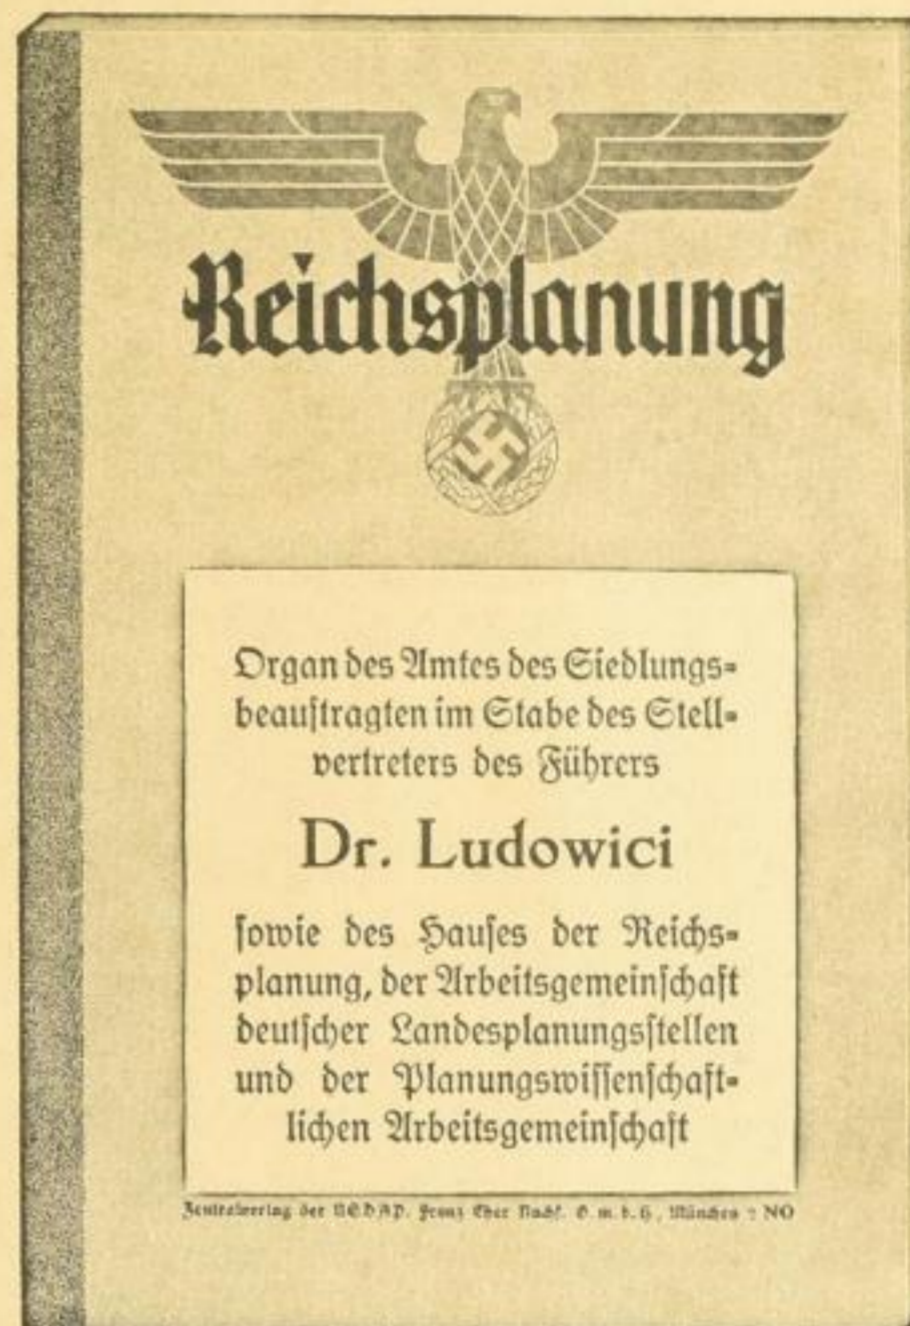 Reichsplanung
Organ des Amtes des Siedlungs=
beauftragten im Stabe des Stell=
vertreters des Führers
Dr. Ludowici
sowie des Hauses der Reichs=
planung, der Arbeitsgemeinschaft
deutscher Landesplanungsstellen
und der Planungswissenschaft=
lichen Arbeitsgemeinschaft
Zentralverlag der NSDAP. Franz Eher Nachf. G. m. b. H., München 2 NO